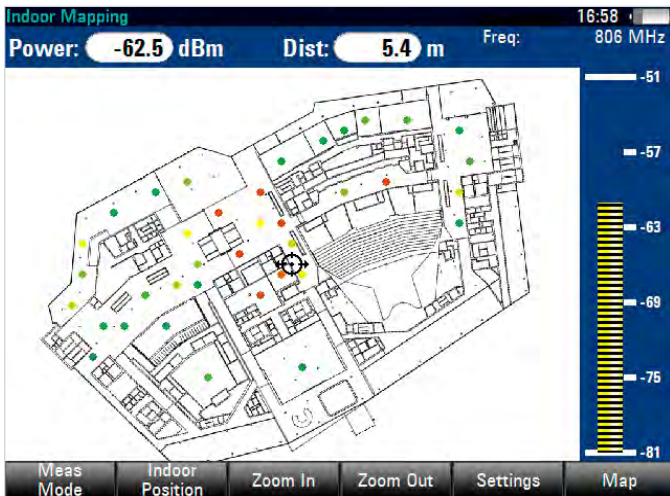 Indoor Mapping 16:58
Power: -62.5 dBm Dist: 5.4 m Freq: 806 MHz
-51
-57
-63
-69
-75
-81
Meas Mode Indoor Position Zoom In Zoom Out Settings Map